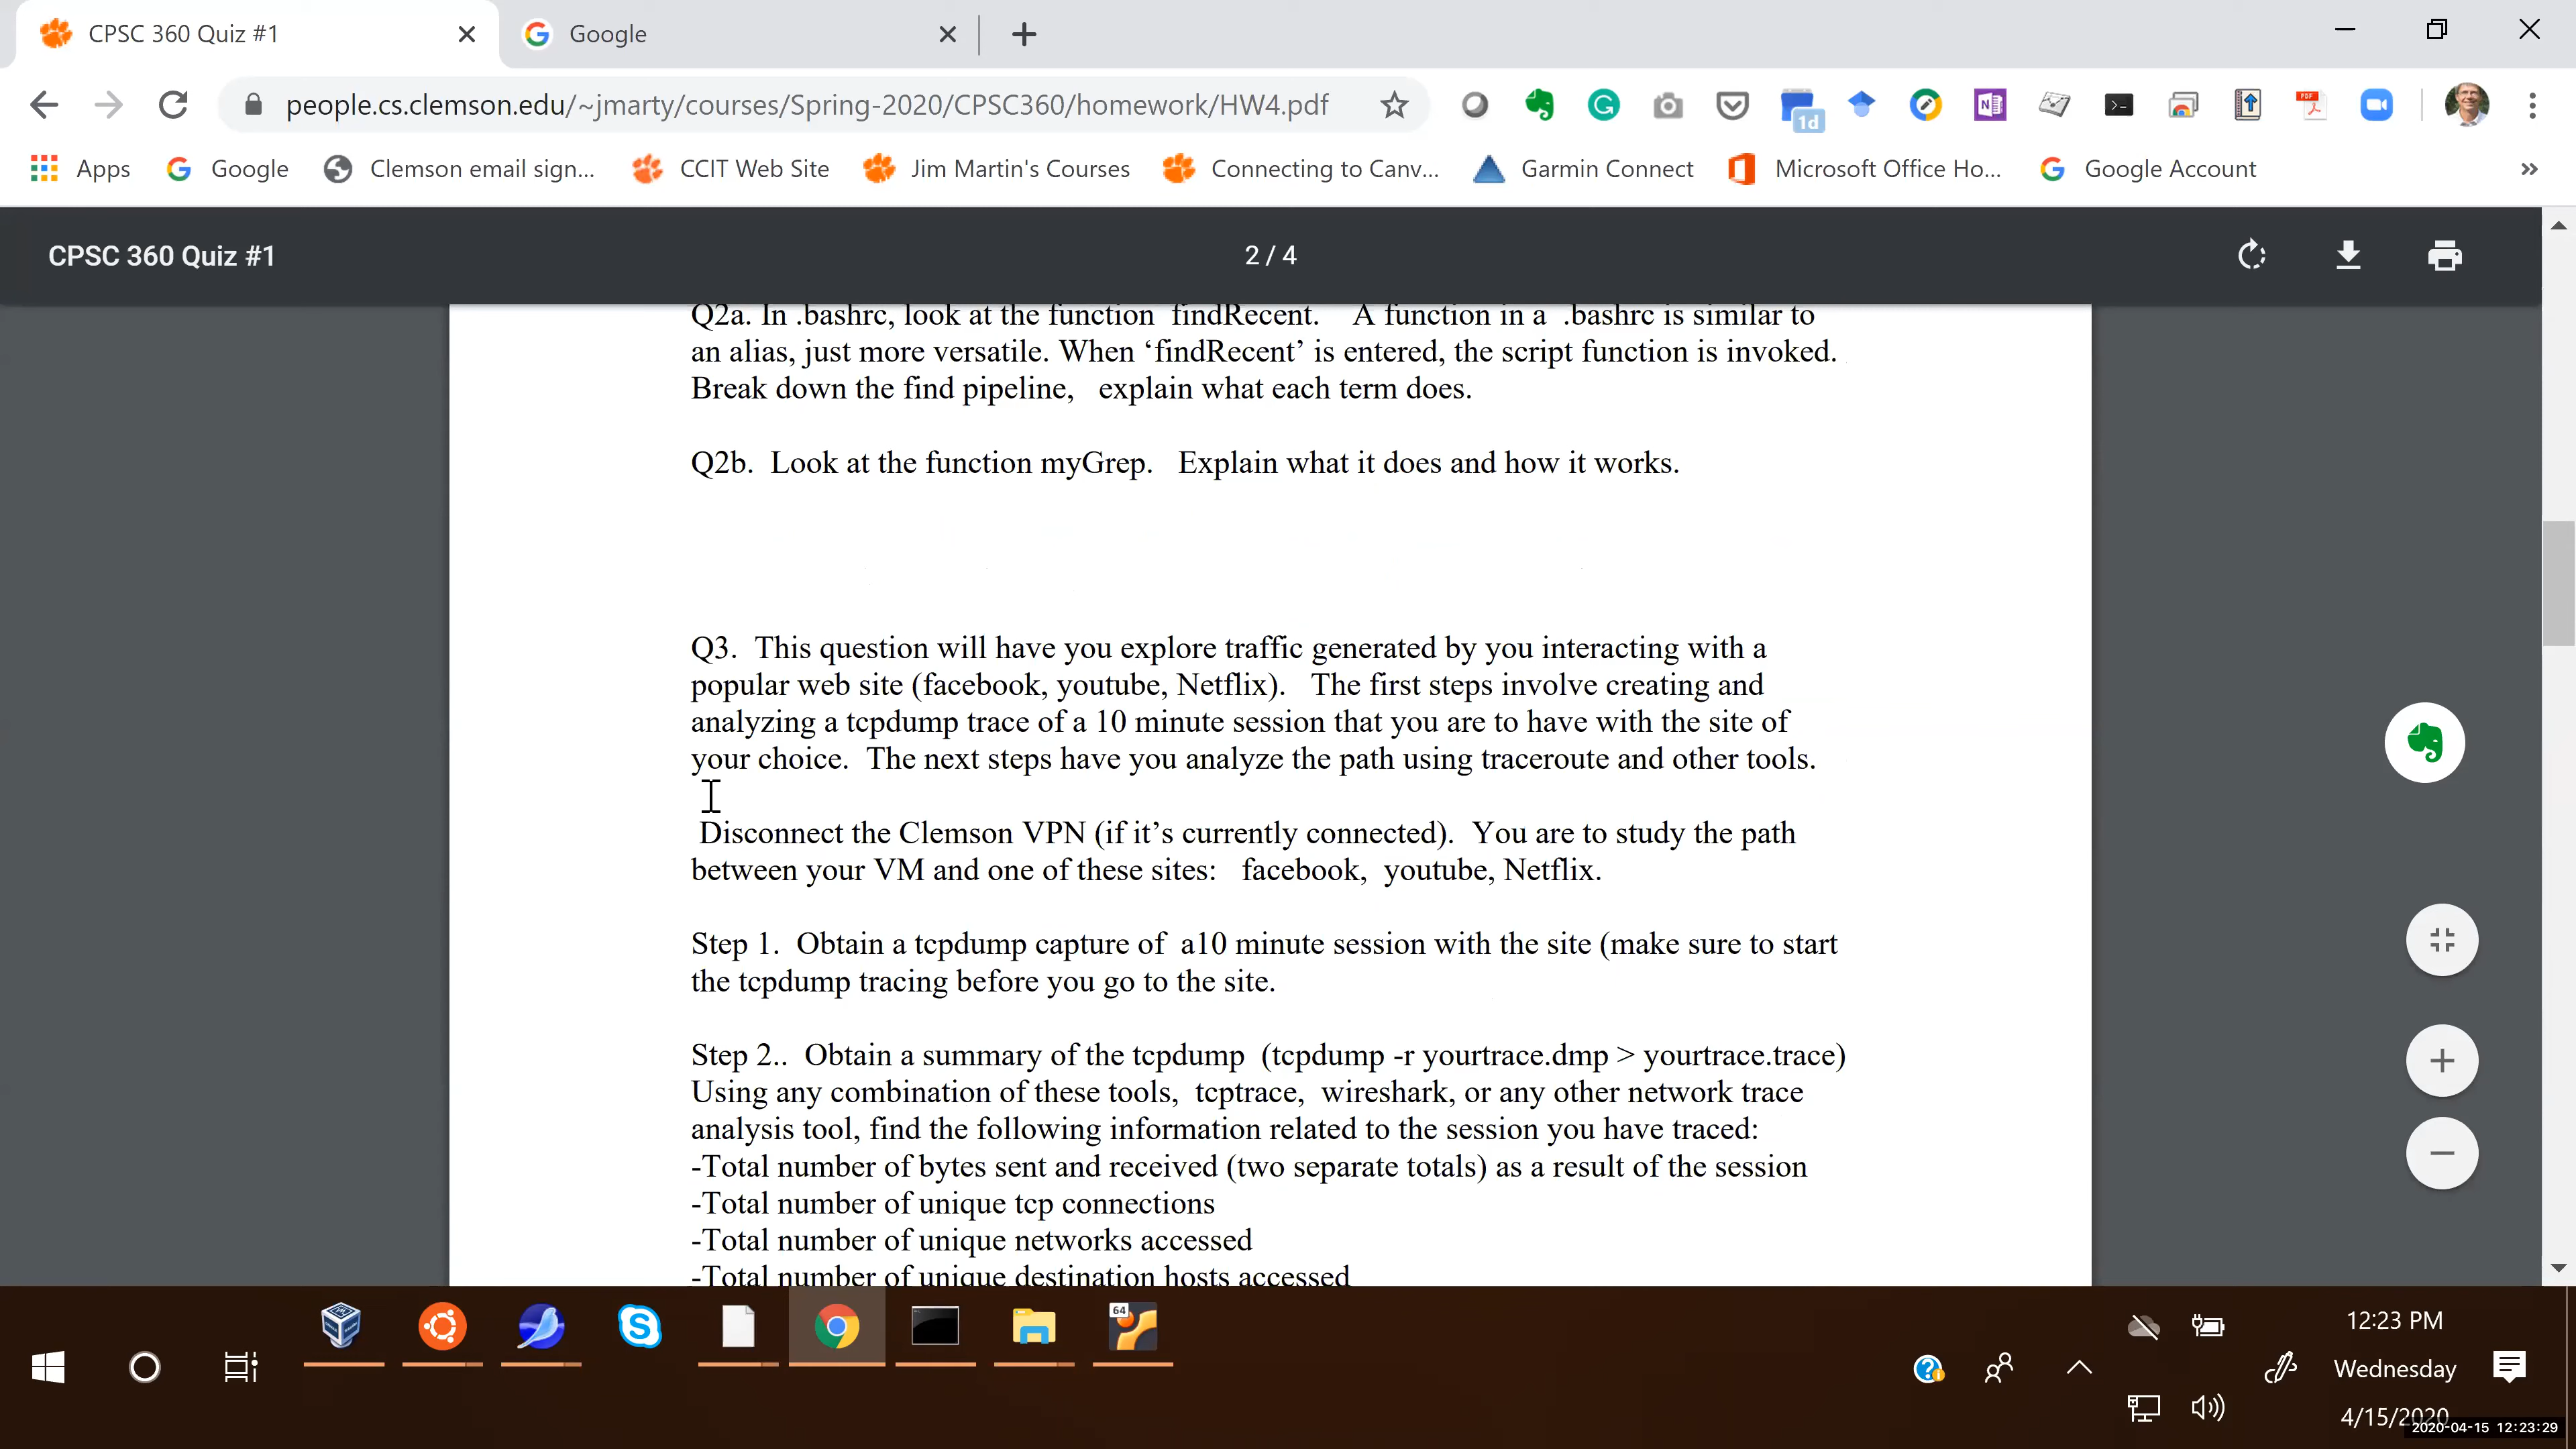 CPSC 360 Quiz #1
Google
people.cs.clemson.edu/~jmarty/courses/Spring-2020/CPSC360/homework/HW4.pdf
1d
Apps
Google
Clemson email sign...
CCIT Web Site
Jim Martin's Courses
Connecting to Canv...
Garmin Connect
Microsoft Office Ho...
Google Account
CPSC 360 Quiz #1
2 / 4
Q2a. In .bashrc, look at the function findRecent. A function in a .bashrc is similar to
an alias, just more versatile. When ‘findRecent’ is entered, the script function is invoked.
Break down the find pipeline, explain what each term does.
Q2b. Look at the function myGrep. Explain what it does and how it works.
Q3. This question will have you explore traffic generated by you interacting with a
popular web site (facebook, youtube, Netflix). The first steps involve creating and
analyzing a tcpdump trace of a 10 minute session that you are to have with the site of
your choice. The next steps have you analyze the path using traceroute and other tools.
Disconnect the Clemson VPN (if it’s currently connected). You are to study the path
between your VM and one of these sites: facebook, youtube, Netflix.
Step 1. Obtain a tcpdump capture of a10 minute session with the site (make sure to start
the tcpdump tracing before you go to the site.
Step 2.. Obtain a summary of the tcpdump (tcpdump -r yourtrace.dmp > yourtrace.trace)
Using any combination of these tools, tcptrace, wireshark, or any other network trace
analysis tool, find the following information related to the session you have traced:
-Total number of bytes sent and received (two separate totals) as a result of the session
-Total number of unique tcp connections
-Total number of unique networks accessed
-Total number of unique destination hosts accessed
64
12:23 PM
Wednesday
4/15/2020
2020-04-15 12:23:29